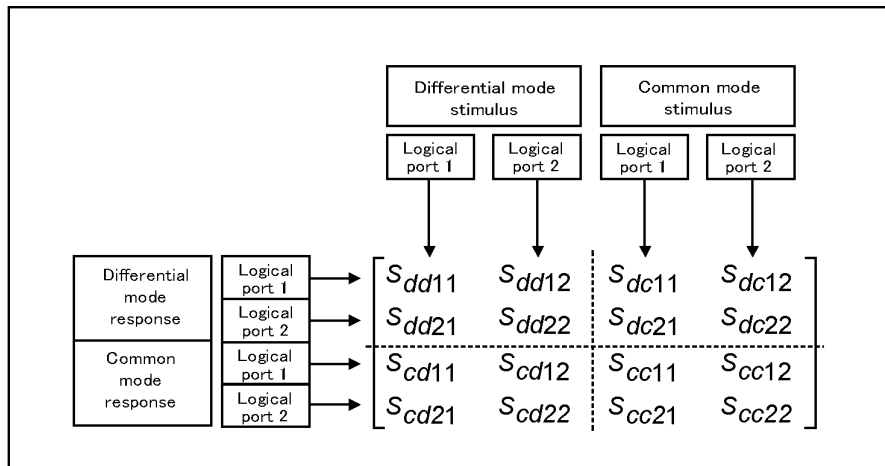 Differential mode
stimulus
Common mode
stimulus
Logical
port 1
Logical
port 2
Logical
port 1
Logical
port 2
Differential
mode
response
Common
mode
response
Logical
port 1
Logical
port 2
Logical
port 1
Logical
port 2
Sdd11 Sdd12 Sdc11 Sdc12
Sdd21 Sdd22 Sdc21 Sdc22
Scd11 Scd12 Scc11 Scc12
Scd21 Scd22 Scc21 Scc22